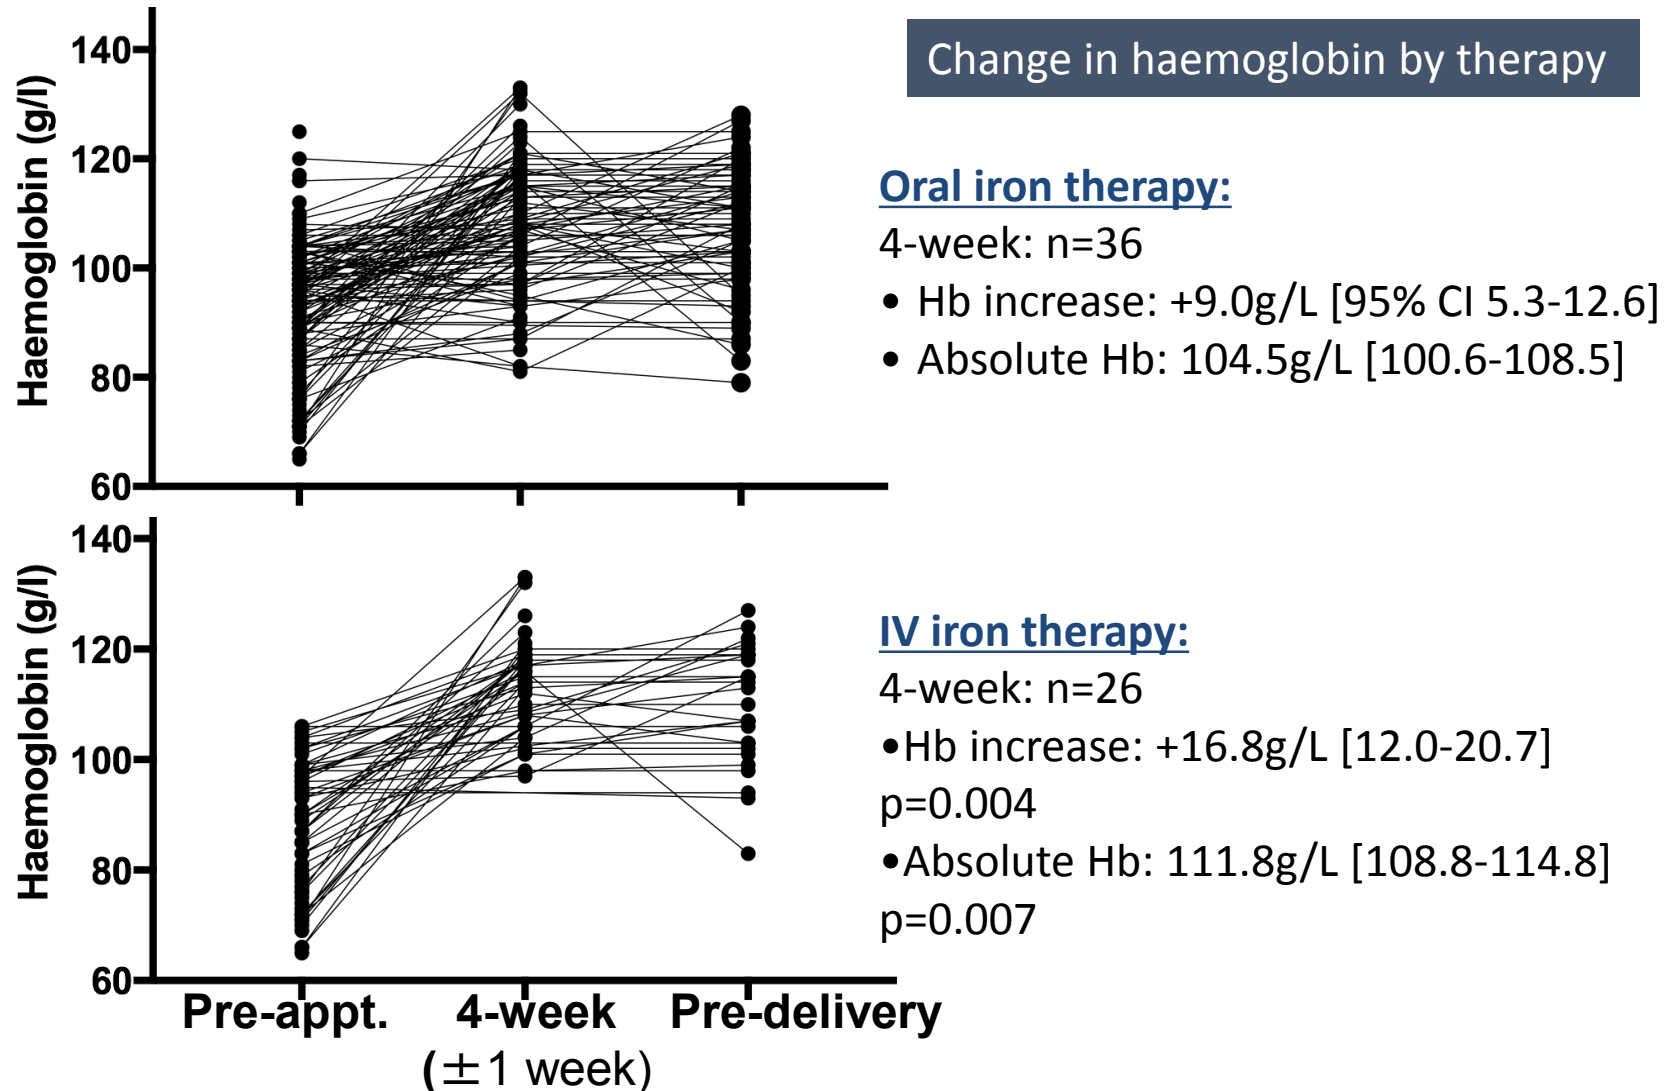 Change in haemoglobin by therapy
Haemoglobin (g/l)
140
120
100
80
60
Oral iron therapy:
4-week: n=36
• Hb increase: +9.0g/L [95% CI 5.3-12.6]
• Absolute Hb: 104.5g/L [100.6-108.5]
Haemoglobin (g/l)
140
120
100
80
60
Pre-appt. 4-week Pre-delivery
(±1 week)
IV iron therapy:
4-week: n=26
•Hb increase: +16.8g/L [12.0-20.7]
p=0.004
•Absolute Hb: 111.8g/L [108.8-114.8]
p=0.007